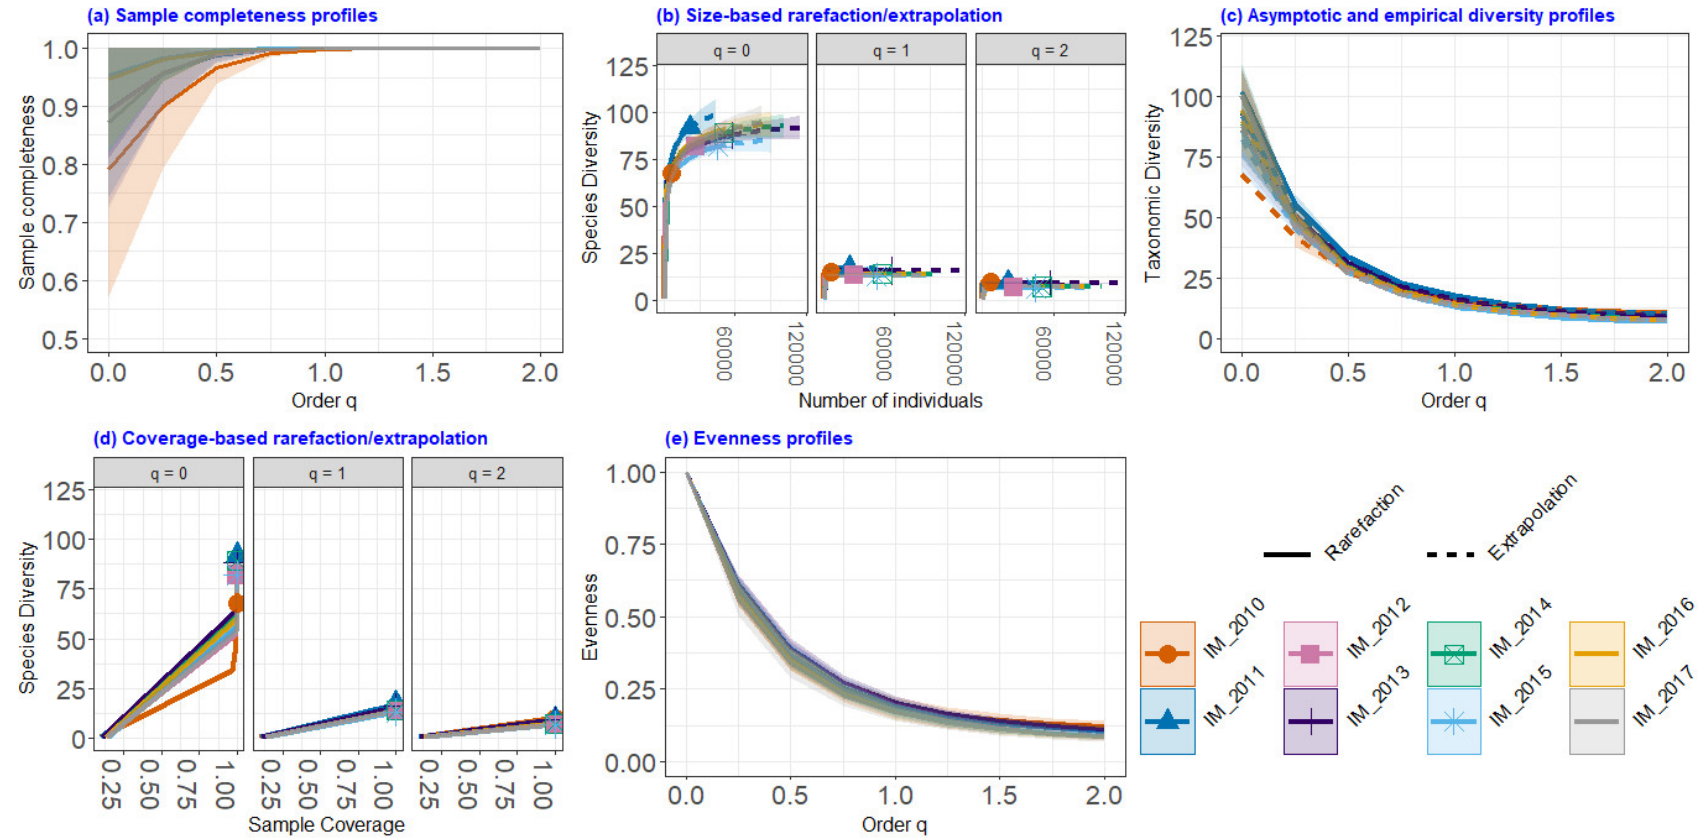 (a) Sample completeness profiles
Sample completeness
1.0
0.9
0.8
0.7
0.6
0.5
0.0 0.5 1.0 1.5 2.0
Order q
(b) Size-based rarefaction/extrapolation
q = 0 q = 1 q = 2
Species Diversity
125
100
75
50
25
0
60000 120000 60000 120000 60000 120000
Number of individuals
(c) Asymptotic and empirical diversity profiles
Taxonomic Diversity
125
100
75
50
25
0
0.0 0.5 1.0 1.5 2.0
Order q
(d) Coverage-based rarefaction/extrapolation
q = 0 q = 1 q = 2
Species Diversity
125
100
75
50
25
0
0.25 0.50 0.75 1.00 0.25 0.50 0.75 1.00 0.25 0.50 0.75 1.00
Sample Coverage
(e) Evenness profiles
Evenness
1.00
0.75
0.50
0.25
0.00
0.0 0.5 1.0 1.5 2.0
Order q
Rarefaction Extrapolation
IM_2010 IM_2012 IM_2014 IM_2016
IM_2011 IM_2013 IM_2015 IM_2017